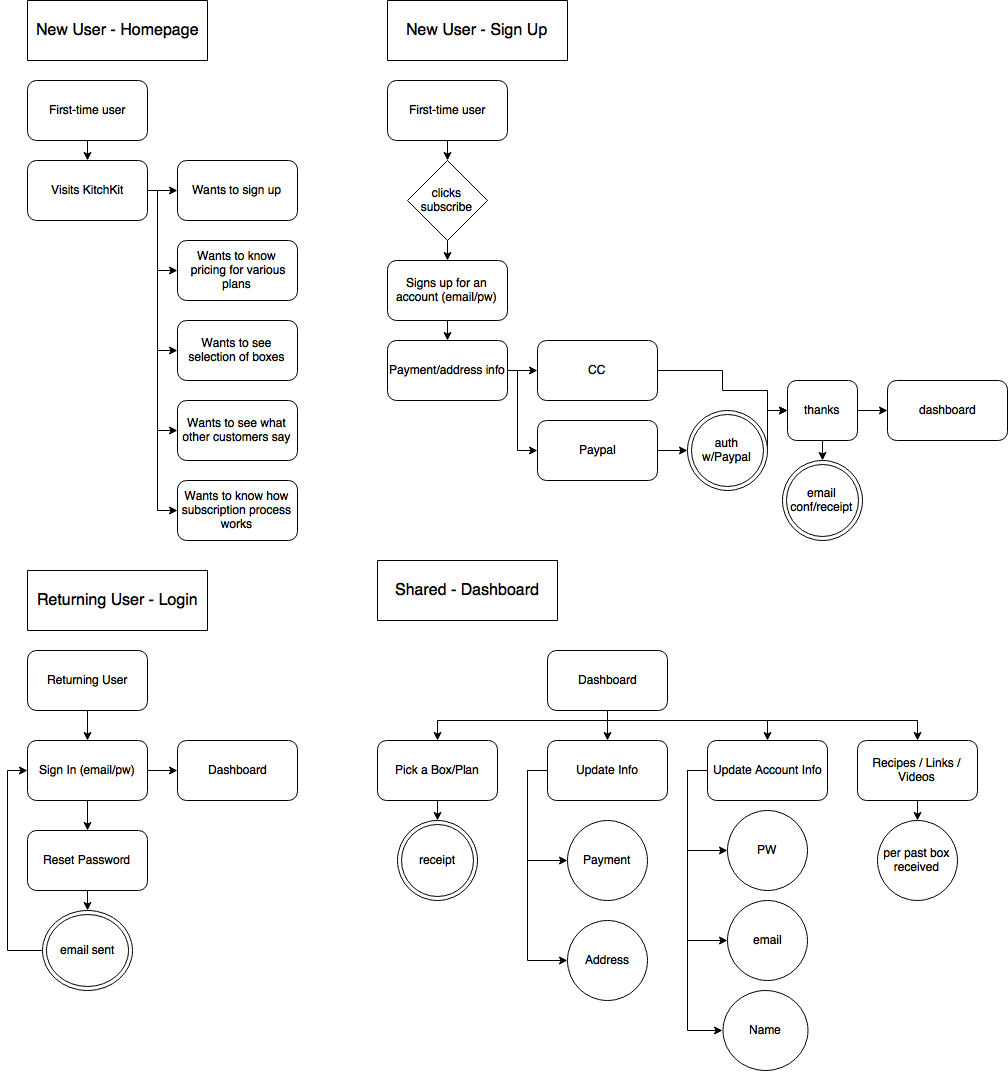 New User - Homepage
First-time user
Visits KitchKit
Wants to sign up
Wants to know
pricing for various
plans
Wants to see
selection of boxes
Wants to see what
other customers say
Wants to know how
subscription process
works
New User - Sign Up
First-time user
clicks
subscribe
Signs up for an
account (email/pw)
Payment/address info
CC
Paypal
auth
w/Paypal
thanks
dashboard
email
conf/receipt
Returning User - Login
Returning User
Sign In (email/pw)
Dashboard
Reset Password
email sent
Shared - Dashboard
Dashboard
Pick a Box/Plan
receipt
Update Info
Payment
Address
Update Account Info
PW
email
Name
Recipes / Links /
Videos
per past box
received